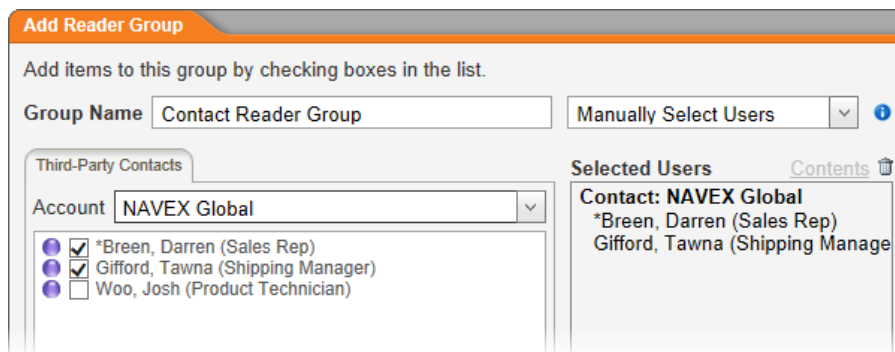 Add Reader Group
Add items to this group by checking boxes in the list.
Group Name Contact Reader Group Manually Select Users
Third-Party Contacts
Selected Users Contents
Account NAVEX Global
Contact: NAVEX Global
*Breen, Darren (Sales Rep)
Gifford, Tawna (Shipping Manage
*Breen, Darren (Sales Rep)
Gifford, Tawna (Shipping Manager)
Woo, Josh (Product Technician)